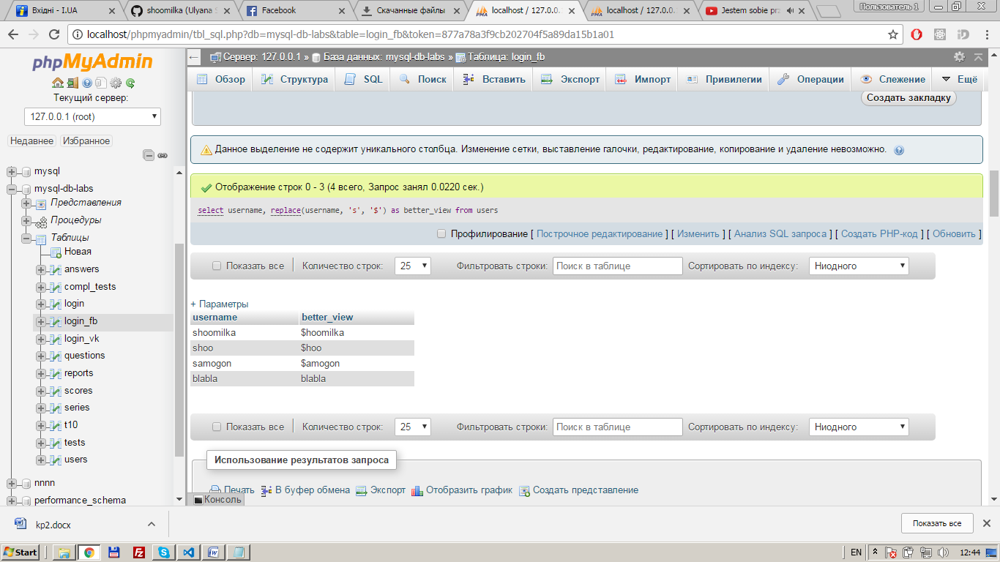 Вхідні - I.UA
shoomilka (Ulyana S
Facebook
Скачанные файлы
localhost / 127.0.0.
localhost / 127.0.0.
Jestem sobie prz
Пользователь 1
localhost/phpmyadmin/tbl_sql.php?db=mysql-db-labs&table=login_fb&token=877a78a3f9cb202704f5a89da15b1a01
phpMyAdmin
Текущий сервер:
127.0.0.1 (root)
Недавнее Избранное
mysql
mysql-db-labs
Представления
Процедуры
Таблицы
Новая
answers
compl_tests
login
login_fb
login_vk
questions
reports
scores
series
t10
tests
users
nnnn
performance_schema
Сервер: 127.0.0.1 » База данных: mysql-db-labs » Таблица: login_fb
Обзор Структура SQL Поиск Вставить Экспорт Импорт Привилегии Операции Слежение Ещё
Создать закладку
Данное выделение не содержит уникального столбца. Изменение сетки, выставление галочки, редактирование, копирование и удаление невозможно.
Отображение строк 0 - 3 (4 всего, Запрос занял 0.0220 сек.)
select username, replace(username, 's', '$') as better_view from users
Профилирование [ Построчное редактирование ] [ Изменить ] [ Анализ SQL запроса ] [ Создать PHP-код ] [ Обновить ]
Показать все Количество строк: 25 Фильтровать строки: Поиск в таблице Сортировать по индексу: Ниодного
+ Параметры
username better_view
shoomilka $hoomilka
shoo $hoo
samogon $amogon
blabla blabla
Показать все Количество строк: 25 Фильтровать строки: Поиск в таблице Сортировать по индексу: Ниодного
Использование результатов запроса
Печать В буфер обмена Экспорт Отобразить график Создать представление
Консоль
kp2.docx
Показать все
Start
EN
12:44